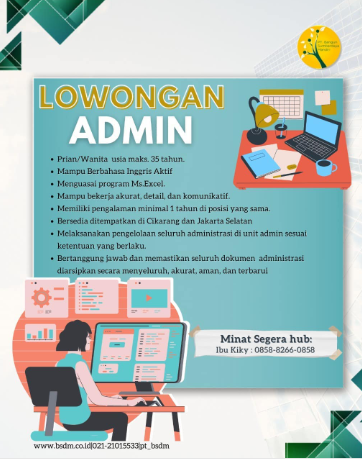 LOWONGAN
ADMIN
Prian/Wanita usia maks. 35 tahun.
Mampu Berbahasa Inggris Aktif
Menguasai program Ms.Excel.
Mampu bekerja akurat, detail, dan komunikatif.
Memiliki pengalaman minimal 1 tahun di posisi yang sama.
Bersedia ditempatkan di Cikarang dan Jakarta Selatan
Melaksanakan pengelolaan seluruh administrasi di unit admin sesuai
ketentuan yang berlaku.
Bertanggung jawab dan memastikan seluruh dokumen administrasi
diarsipkan secara menyeluruh, akurat, aman, dan terbarui
Minat Segera hub:
Ibu Kiky : 0858-8266-0858
www.bsdm.co.id|021-21015533|pt_bsdm